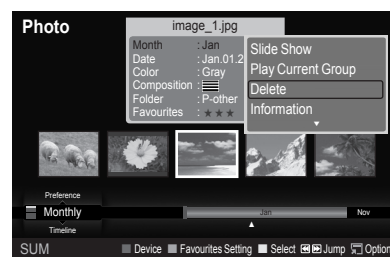 Photo
image_1.jpg
Month : Jan
Date : Jan.01.2
Color : Gray
Composition :
Folder : P-other
Favourites : ★ ★ ★
Slide Show
Play Current Group
Delete
Information
Preference
Monthly
Timeline
Jan
Nov
SUM
Device
Favourites Setting
Select
Jump
Option